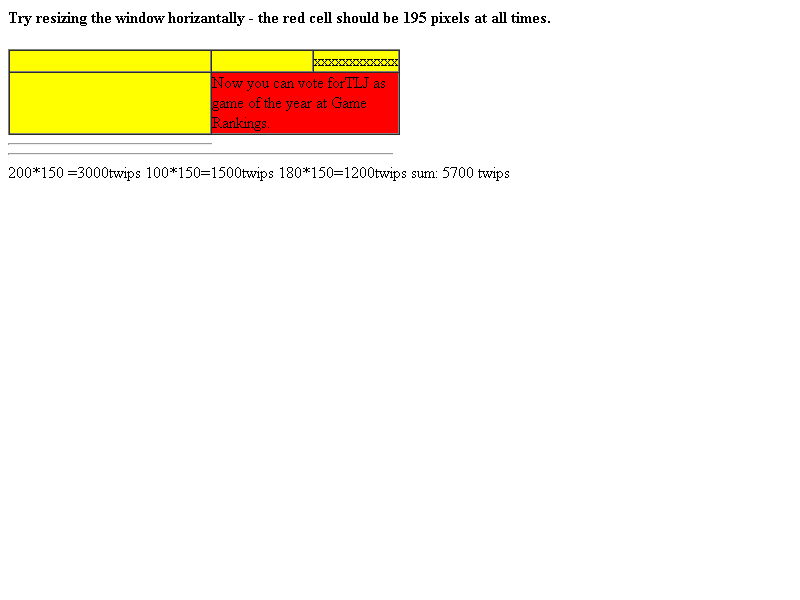 Try resizing the window horizantally - the red cell should be 195 pixels at all times.
xxxxxxxxxxxx
Now you can vote forTLJ as
game of the year at Game
Rankings.
200*150 =3000twips 100*150=1500twips 180*150=1200twips sum: 5700 twips